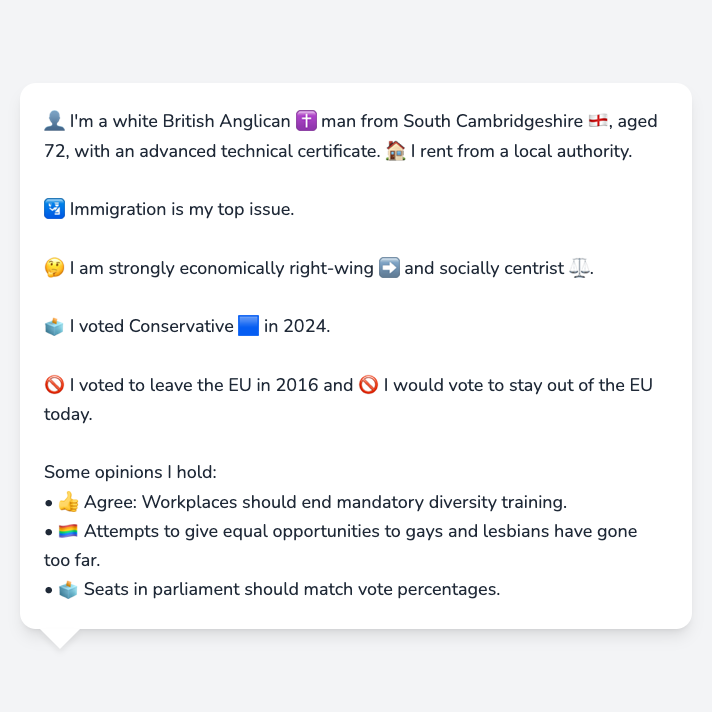 👤 I'm a white British Anglican ✝️ man from South Cambridgeshire 🏴󠁧󠁢󠁥󠁮󠁧󠁿, aged
72, with an advanced technical certificate. 🏠 I rent from a local authority.
🛂 Immigration is my top issue.
🤔 I am strongly economically right-wing ➡️ and socially centrist ⚖️.
🗳️ I voted Conservative 🟦 in 2024.
🚫 I voted to leave the EU in 2016 and 🚫 I would vote to stay out of the EU
today.
Some opinions I hold:
• 👍 Agree: Workplaces should end mandatory diversity training.
• 🏳️‍🌈 Attempts to give equal opportunities to gays and lesbians have gone
too far.
• 🗳️ Seats in parliament should match vote percentages.